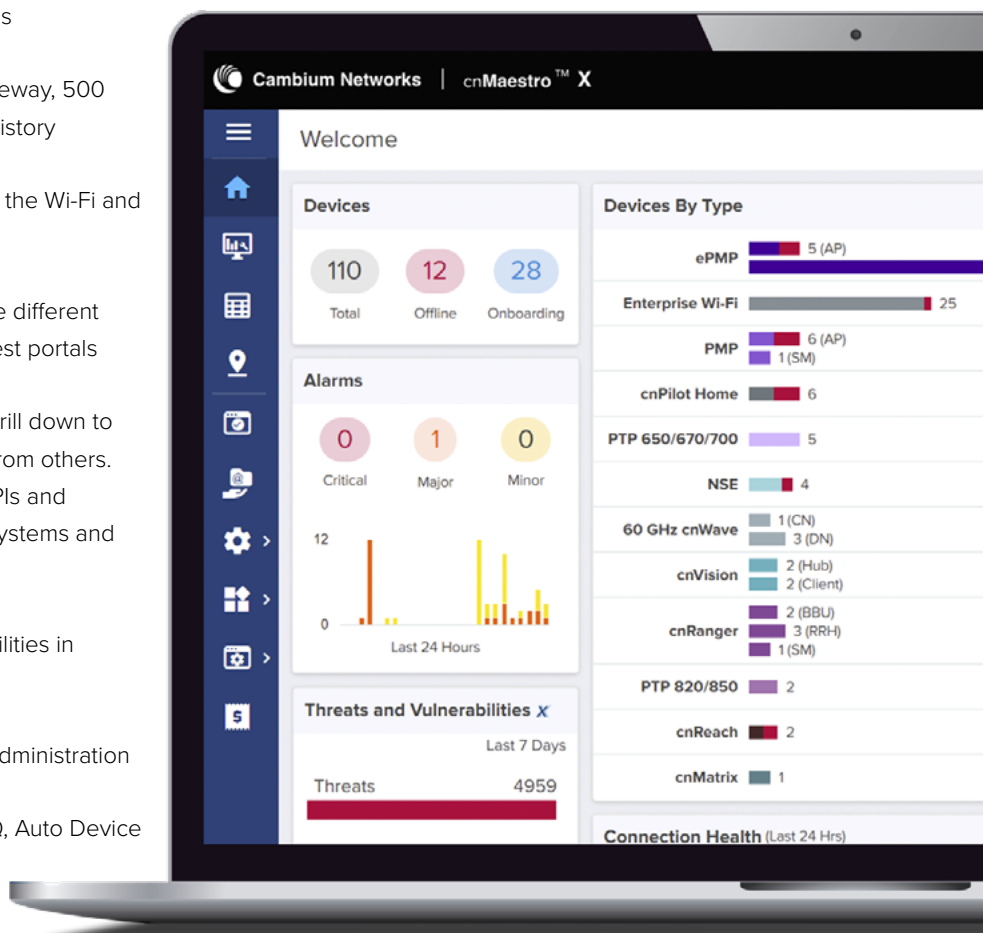 s
eway, 500
istory
the Wi-Fi and
e different
est portals
rill down to
rom others.
PIs and
ystems and
ilities in
dministration
, Auto Device
Cambium Networks | cnMaestro™ X
Welcome
Devices
110
12
28
Total
Offline
Onboarding
Alarms
0
1
0
Critical
Major
Minor
12
0
Last 24 Hours
Threats and Vulnerabilities X
Last 7 Days
Threats
4959
Devices By Type
ePMP
5 (AP)
Enterprise Wi-Fi
25
PMP
6 (AP)
1 (SM)
cnPilot Home
6
PTP 650/670/700
5
NSE
4
60 GHz cnWave
1 (CN)
3 (DN)
cnVision
2 (Hub)
2 (Client)
cnRanger
2 (BBU)
3 (RRH)
1 (SM)
PTP 820/850
2
cnReach
2
cnMatrix
1
Connection Health (Last 24 Hrs)